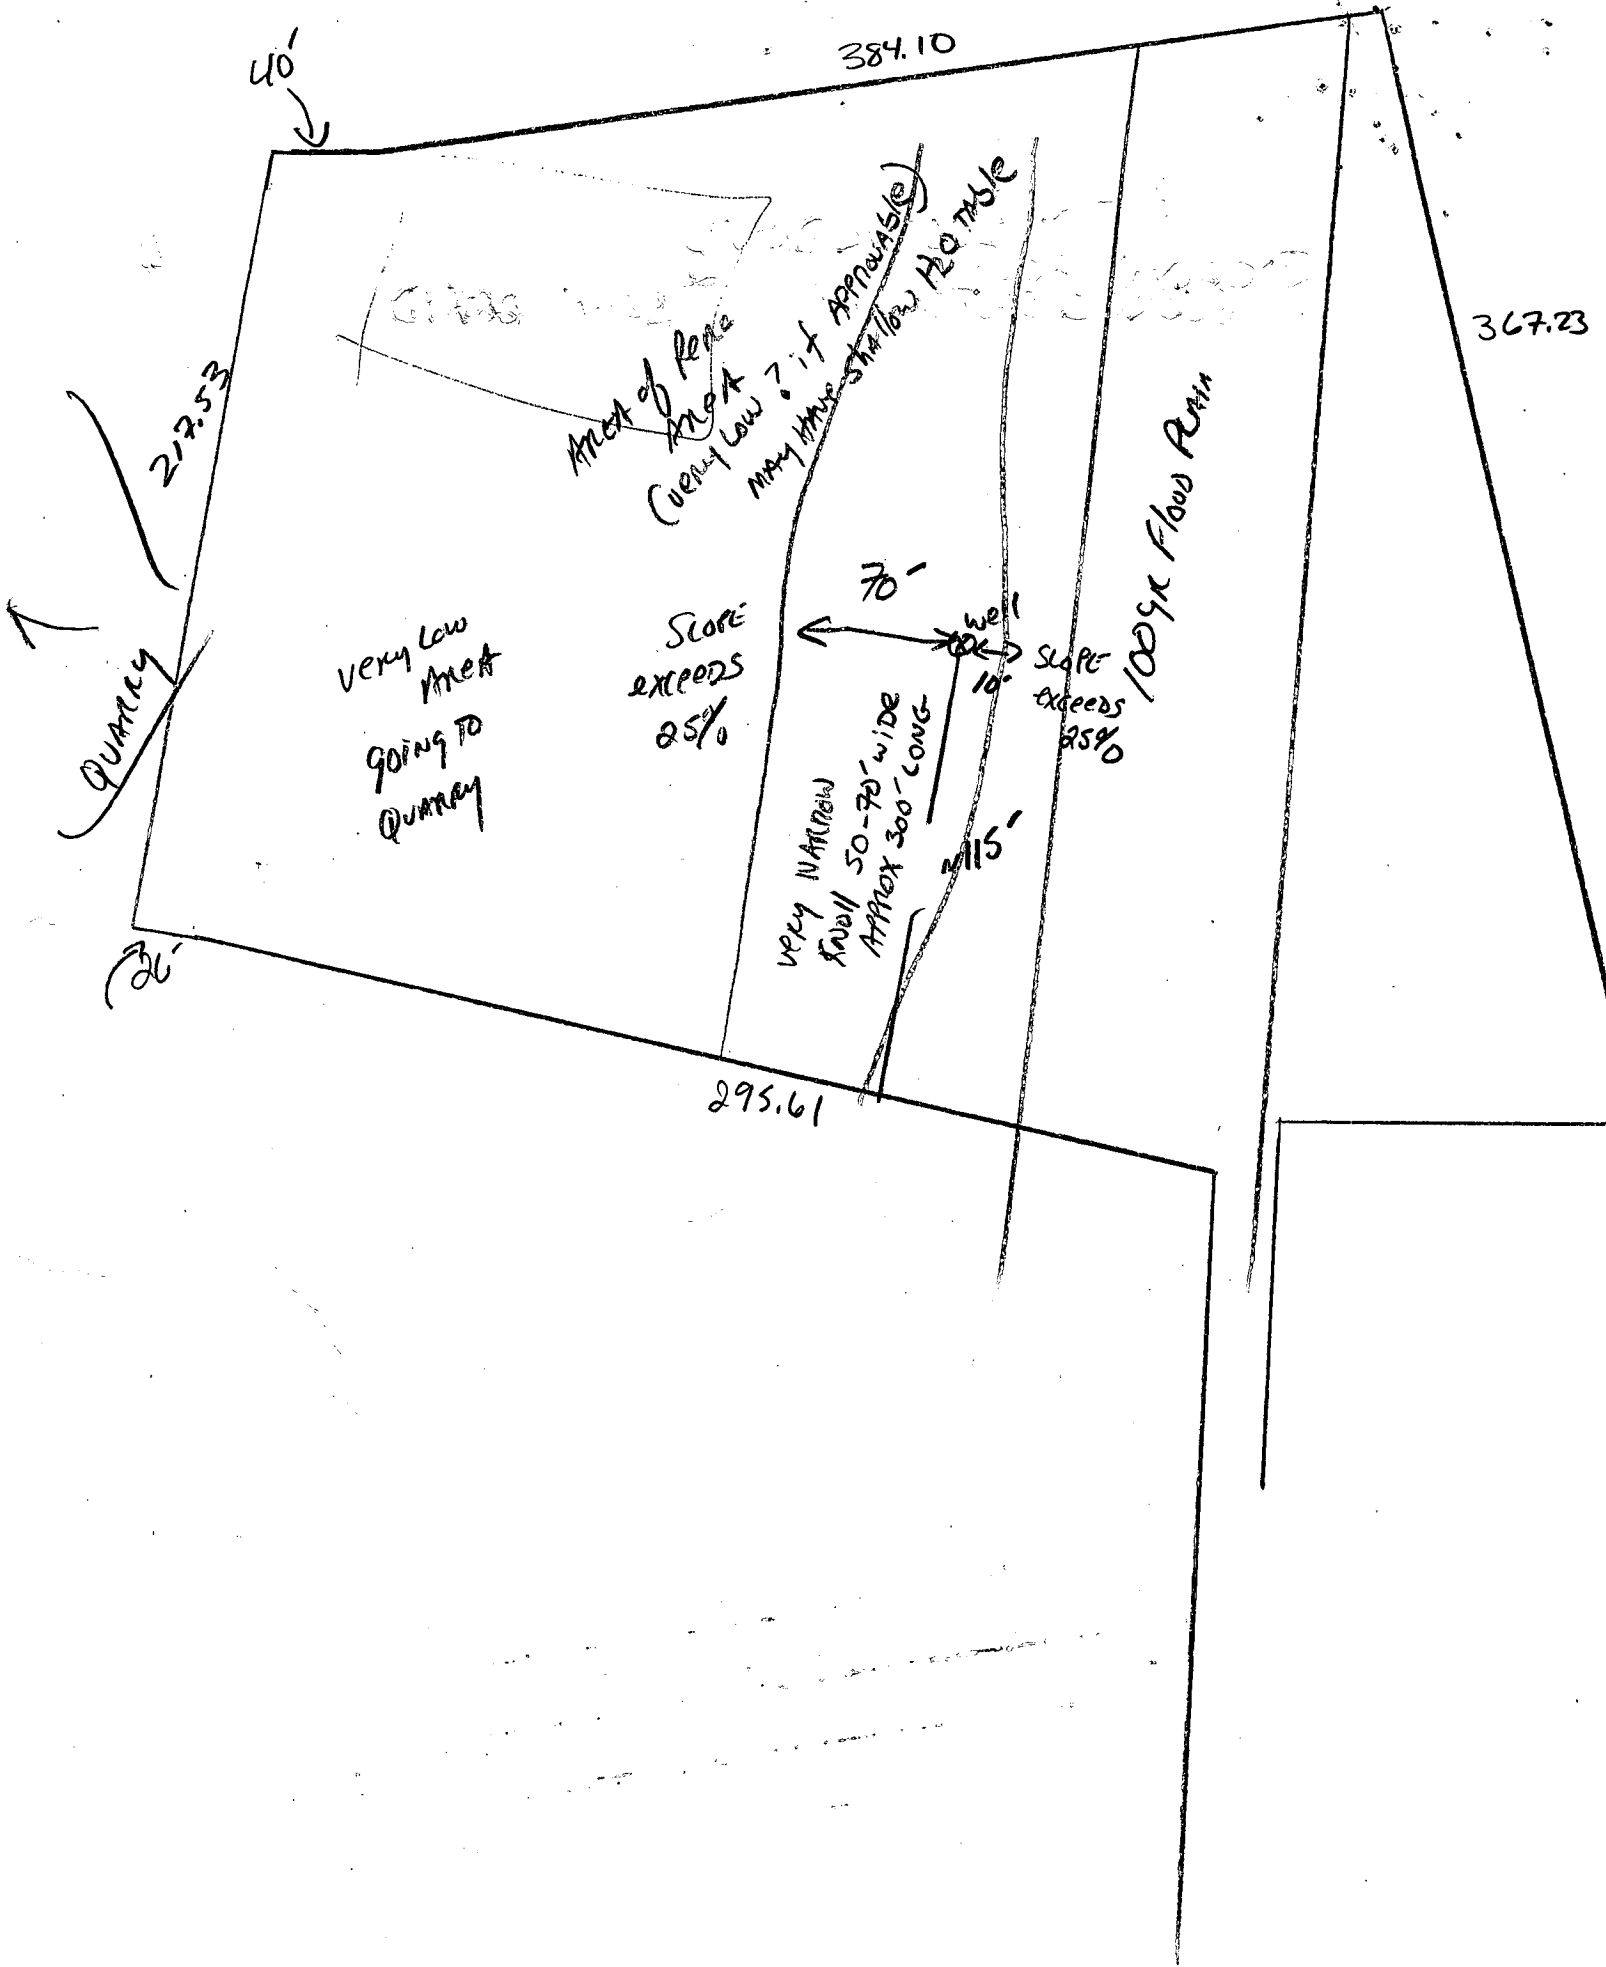 40'
384.10
367.23
217.53
AREA of Perc
AREA
(very low ? if APPROVABLE)
MAY HAVE shallow H2O TABLE
100 yr Flood PLAIN
70'
well
10'
SLOPE
exceeds
25%
SLOPE
exceeds
25%
very low
AREA
going TO
QUARRY
QUARRY
very NARROW
KNOll 50-70' WIDE
APPROX 300' LONG
~115'
295.61